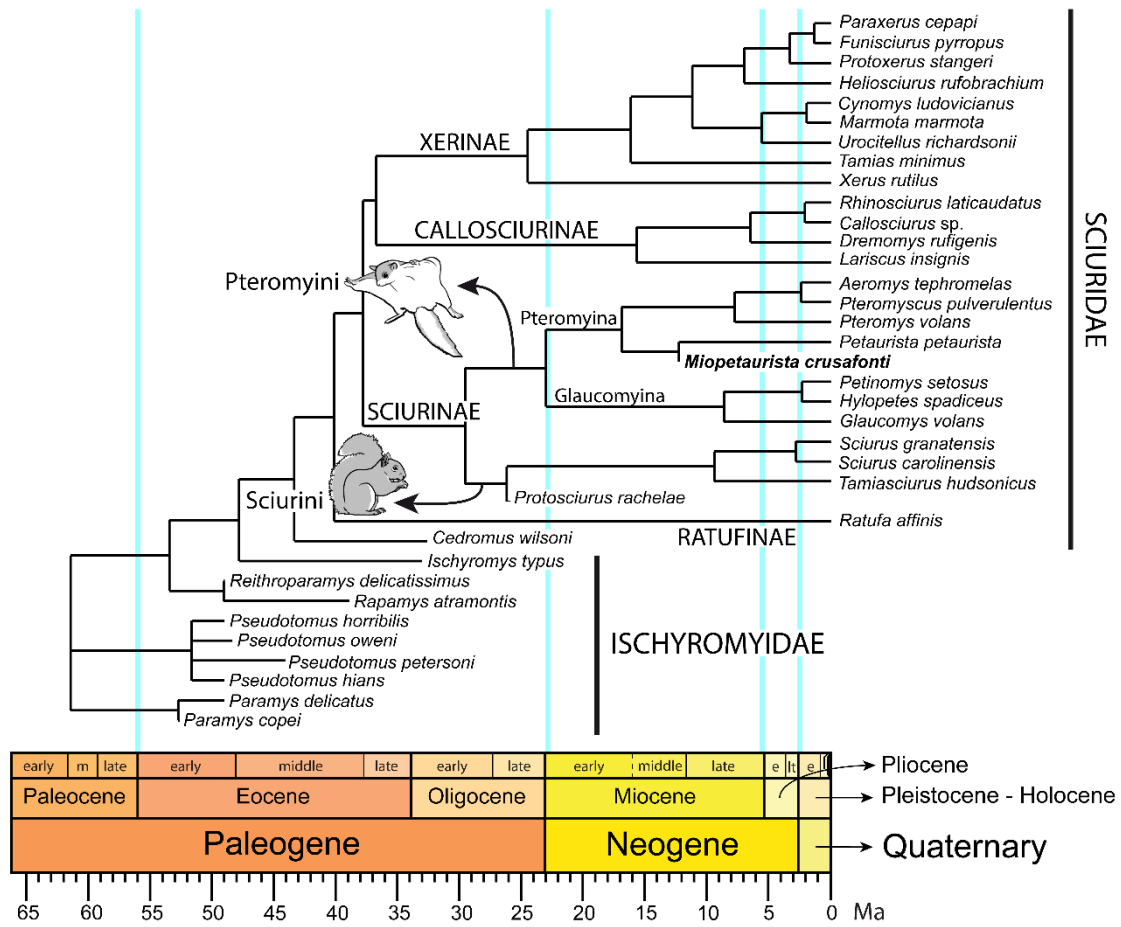 Paraxerus cepapi
Funisciurus pyrropus
Protoxerus stangeri
Heliosciurus rufobrachium
Cynomys ludovicianus
Marmota marmota
XERINAE
Urocitellus richardsonii
Tamias minimus
Xerus rutilus
Rhinosciurus laticaudatus
CALLOSCIURINAE
Callosciurus sp.
Dremomys rufigenis
Lariscus insignis
SCIURIDAE
Pteromyini
Aeromys tephromelas
Pteromyina
Pteromyscus pulverulentus
Pteromys volans
Petaurista petaurista
Miopetaurista crusafonti
Petinomys setosus
Glaucomyina
Hylopetes spadiceus
SCIURINAE
Glaucomys volans
Sciurus granatensis
Sciurus carolinensis
Tamiasciurus hudsonicus
Sciurini
Protosciurus rachelae
Ratufa affinis
RATUFINAE
Cedromus wilsoni
Ischyromys typus
Reithroparamys delicatissimus
Rapamys atramontis
Pseudotomus horribilis
Pseudotomus oweni
ISCHYROMYIDAE
Pseudotomus petersoni
Pseudotomus hians
Paramys delicatus
Paramys copei
early m late early middle late early late early middle late e lt e
Pliocene
Paleocene Eocene Oligocene Miocene Pleistocene - Holocene
Paleogene Neogene Quaternary
65 60 55 50 45 40 35 30 25 20 15 10 5 0 Ma